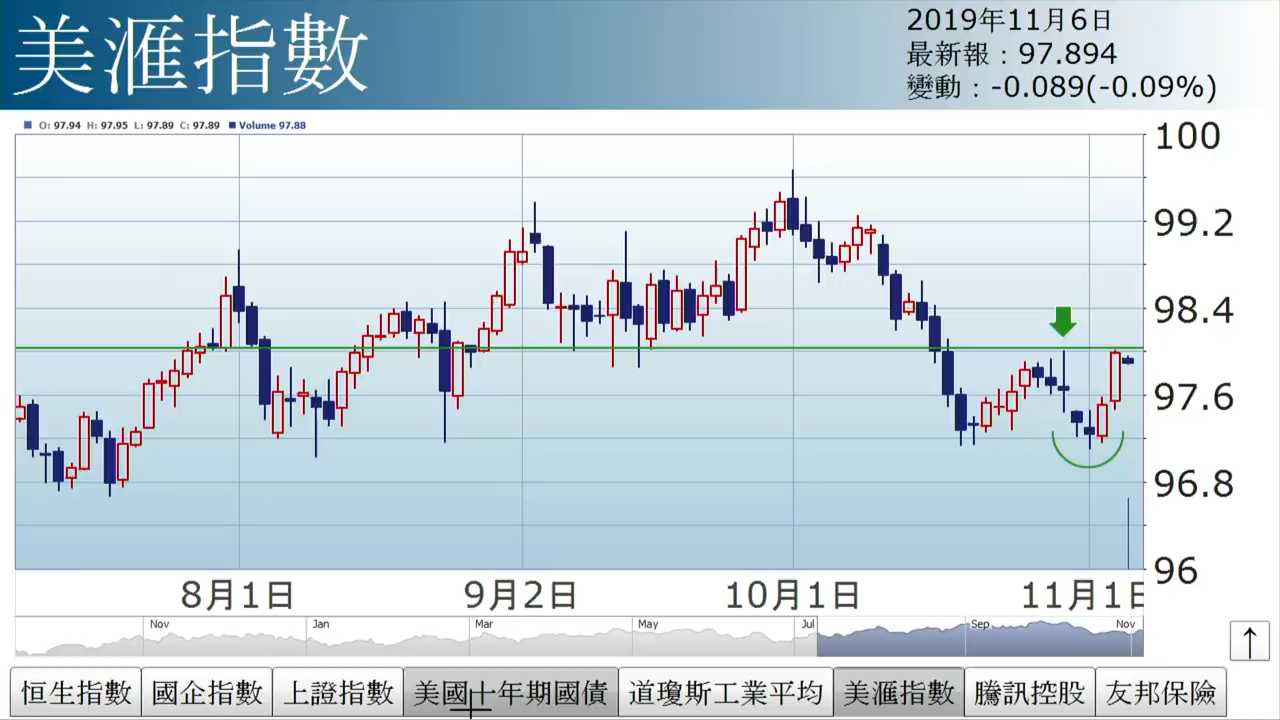 美滙指數
2019年11月6日
最新報：97.894
變動：-0.089(-0.09%)
O: 97.94 H: 97.95 L: 97.89 C: 97.89 Volume 97.88
100
99.2
98.4
97.6
96.8
96
8月1日 9月2日 10月1日 11月1日
Nov Jan Mar May Jul Sep Nov
↑
恒生指數 國企指數 上證指數 美國十年期國債 道瓊斯工業平均 美滙指數 騰訊控股 友邦保險